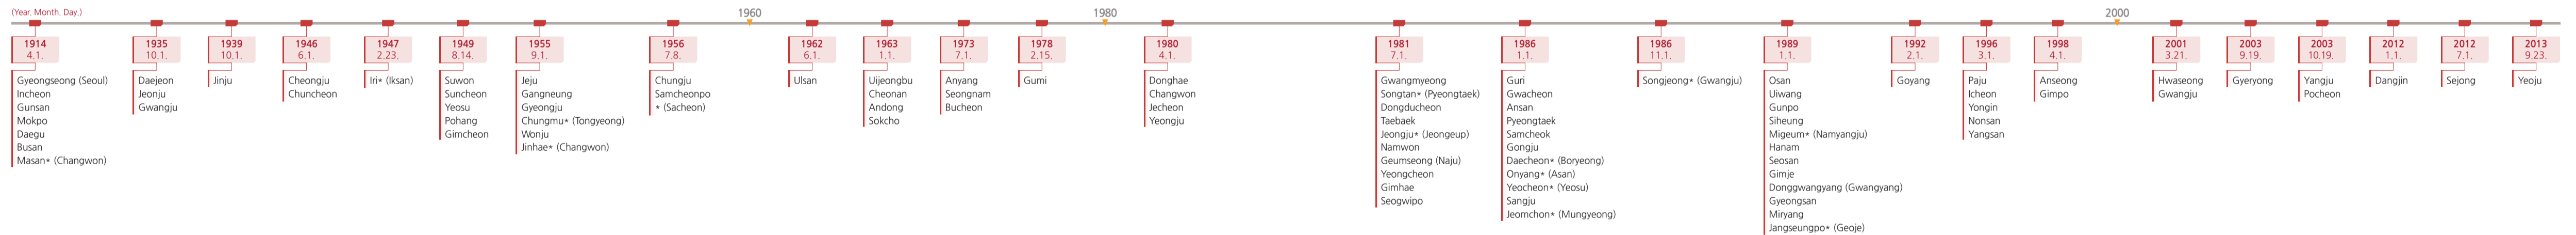 (Year, Month. Day.)
1960
1980
2000
1914
4.1.
Gyeongseong (Seoul)
Incheon
Gunsan
Mokpo
Daegu
Busan
Masan* (Changwon)
1935
10.1.
Daejeon
Jeonju
Gwangju
1939
10.1.
Jinju
1946
6.1.
Cheongju
Chuncheon
1947
2.23.
Iri* (Iksan)
1949
8.14.
Suwon
Suncheon
Yeosu
Pohang
Gimcheon
1955
9.1.
Jeju
Gangneung
Gyeongju
Chungmu* (Tongyeong)
Wonju
Jinhae* (Changwon)
1956
7.8.
Chungju
Samcheonpo
* (Sacheon)
1962
6.1.
Ulsan
1963
1.1.
Uijeongbu
Cheonan
Andong
Sokcho
1973
7.1.
Anyang
Seongnam
Bucheon
1978
2.15.
Gumi
1980
4.1.
Donghae
Changwon
Jecheon
Yeongju
1981
7.1.
Gwangmyeong
Songtan* (Pyeongtaek)
Dongducheon
Taebaek
Jeongju* (Jeongeup)
Namwon
Geumseong (Naju)
Yeongcheon
Gimhae
Seogwipo
1986
1.1.
Guri
Gwacheon
Ansan
Pyeongtaek
Samcheok
Gongju
Daecheon* (Boryeong)
Onyang* (Asan)
Yeocheon* (Yeosu)
Sangju
Jeomchon* (Mungyeong)
1986
11.1.
Songjeong* (Gwangju)
1989
1.1.
Osan
Uiwang
Gunpo
Siheung
Migeum* (Namyangju)
Hanam
Seosan
Gimje
Donggwangyang (Gwangyang)
Gyeongsan
Miryang
Jangseungpo* (Geoje)
1992
2.1.
Goyang
1996
3.1.
Paju
Icheon
Yongin
Nonsan
Yangsan
1998
4.1.
Anseong
Gimpo
2001
3.21.
Hwaseong
Gwangju
2003
9.19.
Gyeryong
2003
10.19.
Yangju
Pocheon
2012
1.1.
Dangjin
2012
7.1.
Sejong
2013
9.23.
Yeoju